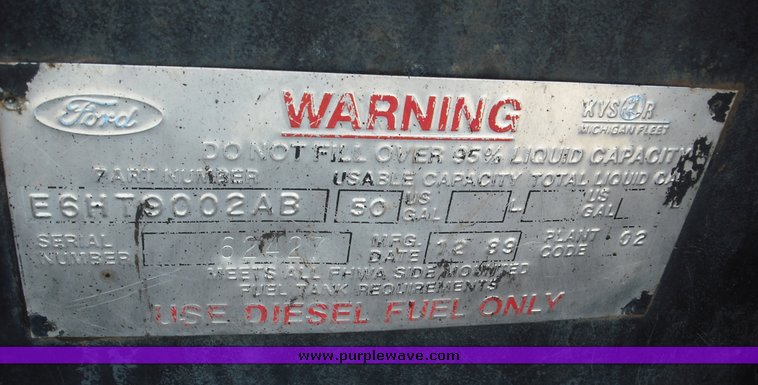 Ford
WARNING
KYSOR
MICHIGAN FLEET
DO NOT FILL OVER 95% LIQUID CAPACITY
PART NUMBER USABLE CAPACITY TOTAL LIQUID CAP
E6HT9002AB 50 US GAL L US GAL
SERIAL NUMBER 62427 MFG. DATE 12 89 PLANT CODE 02
MEETS ALL FHWA SIDE MOUNTED
FUEL TANK REQUIREMENTS
USE DIESEL FUEL ONLY
www.purplewave.com